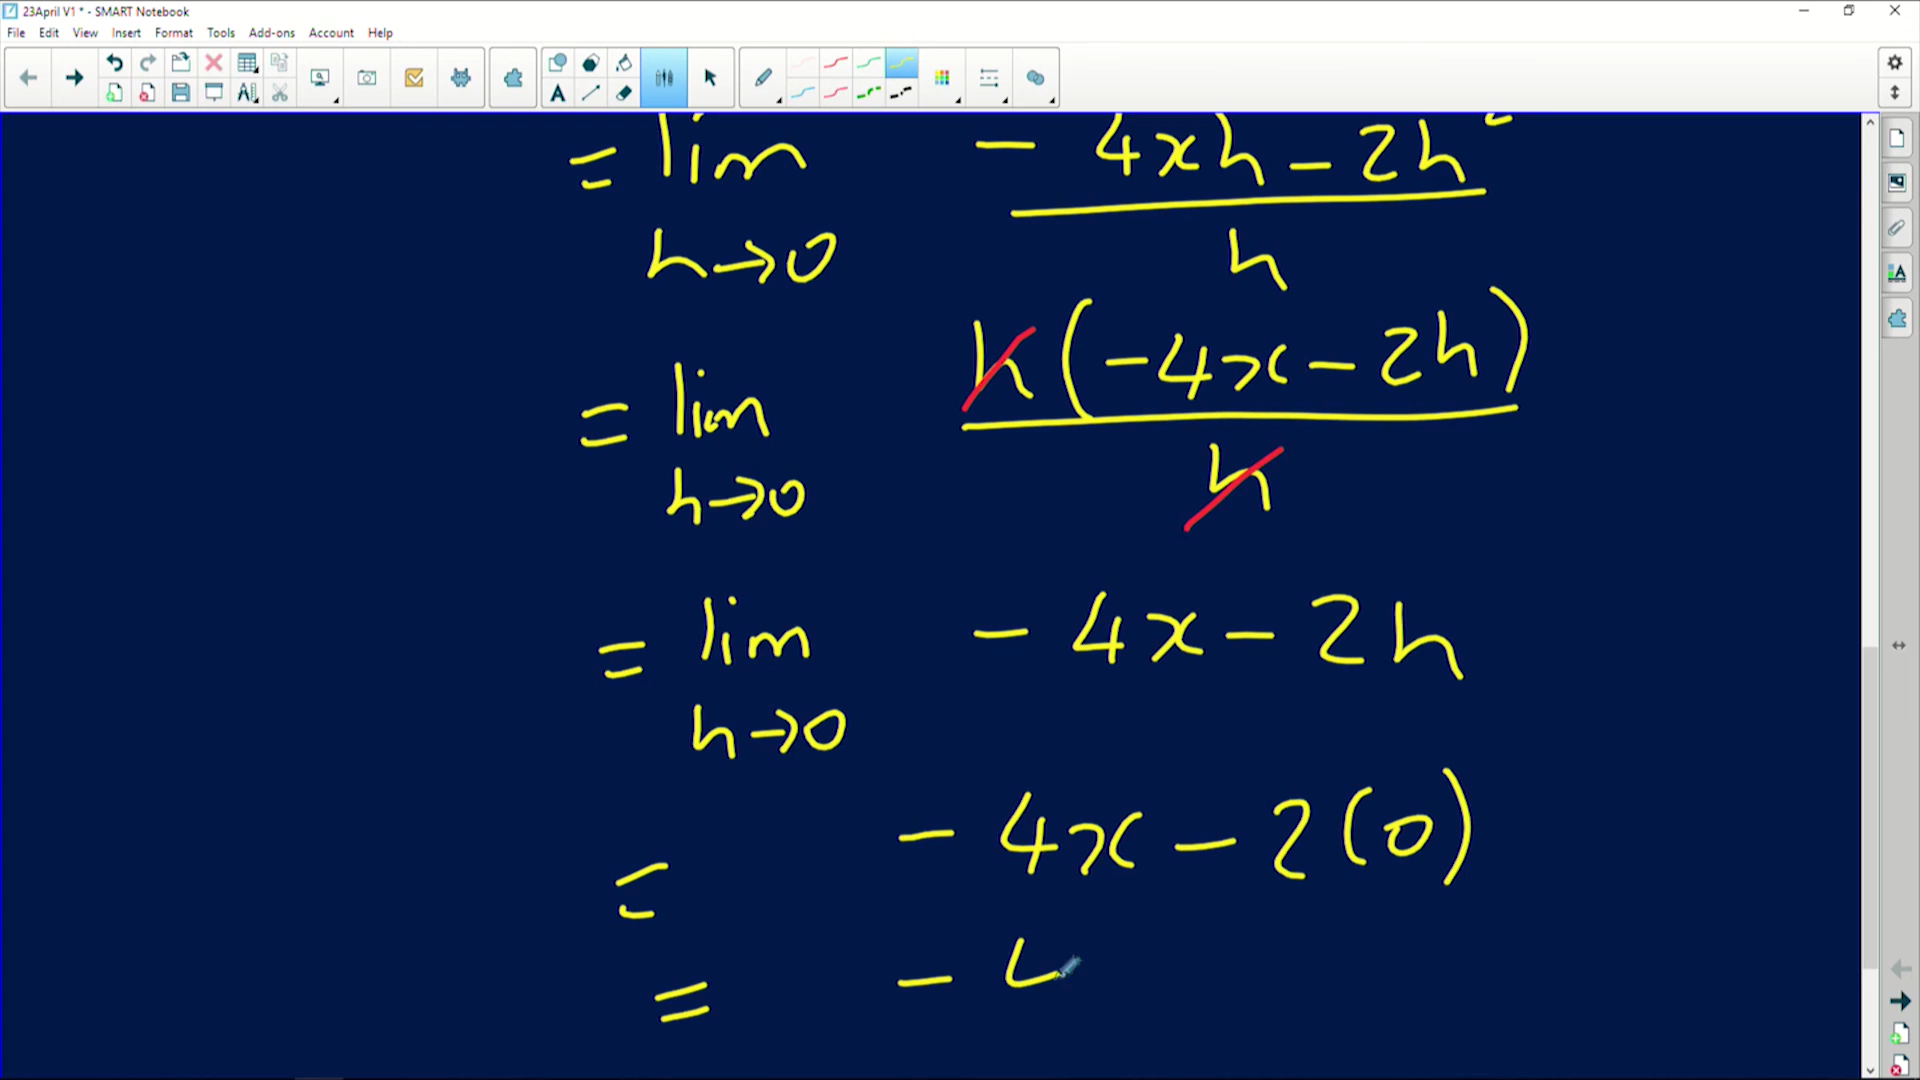 23April V1 * - SMART Notebook
File Edit View Insert Format Tools Add-ons Account Help
= lim - 4xh - 2h²
h→0 h
= lim h(-4x - 2h)
h→0 h
= lim - 4x - 2h
h→0
= - 4x - 2(0)
= - 4